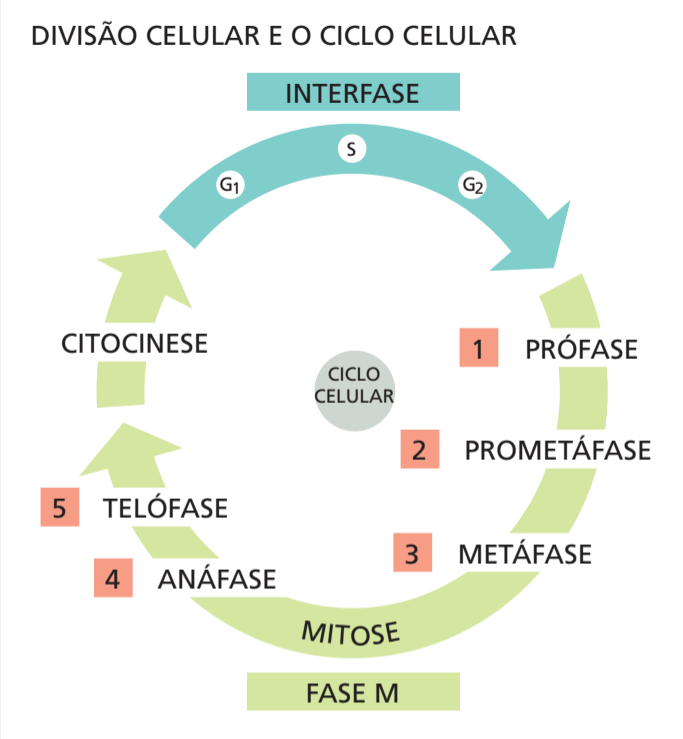 DIVISÃO CELULAR E O CICLO CELULAR
INTERFASE
G1
S
G2
CITOCINESE
1 PRÓFASE
CICLO
CELULAR
2 PROMETÁFASE
5 TELÓFASE
3 METÁFASE
4 ANÁFASE
MITOSE
FASE M